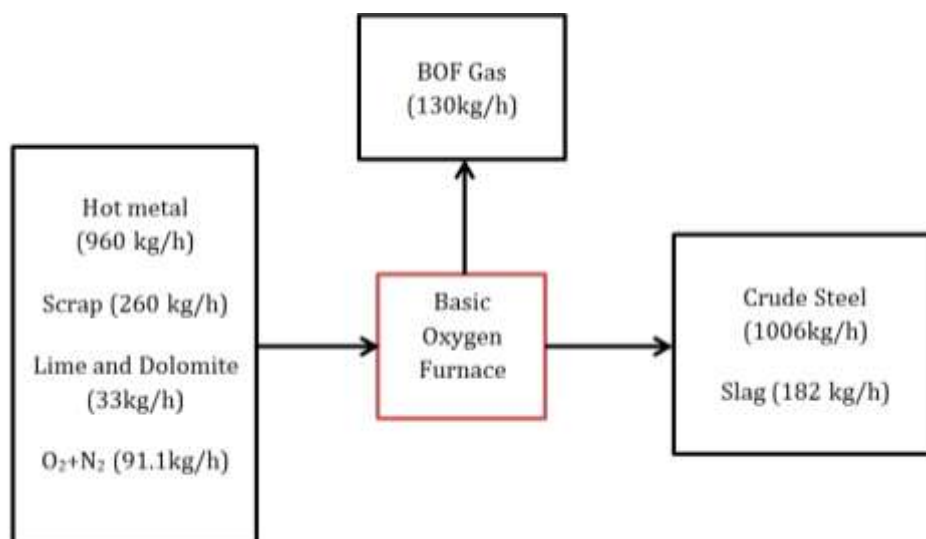 BOF Gas
(130kg/h)
Hot metal
(960 kg/h)
Scrap (260 kg/h)
Lime and Dolomite
(33kg/h)
O₂+N₂ (91.1kg/h)
Basic
Oxygen
Furnace
Crude Steel
(1006kg/h)
Slag (182 kg/h)